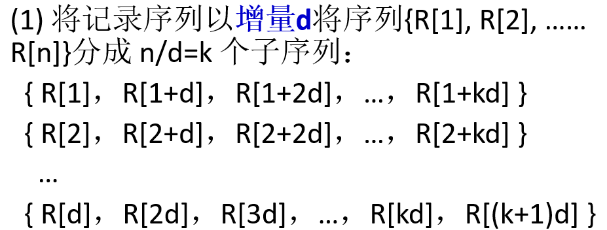 (1) 将记录序列以增量d将序列{R[1], R[2], ……
R[n]}分成 n/d=k 个子序列：
{ R[1]，R[1+d]，R[1+2d]，…，R[1+kd] }
{ R[2]，R[2+d]，R[2+2d]，…，R[2+kd] }
…
{ R[d]，R[2d]，R[3d]，…，R[kd]，R[(k+1)d] }